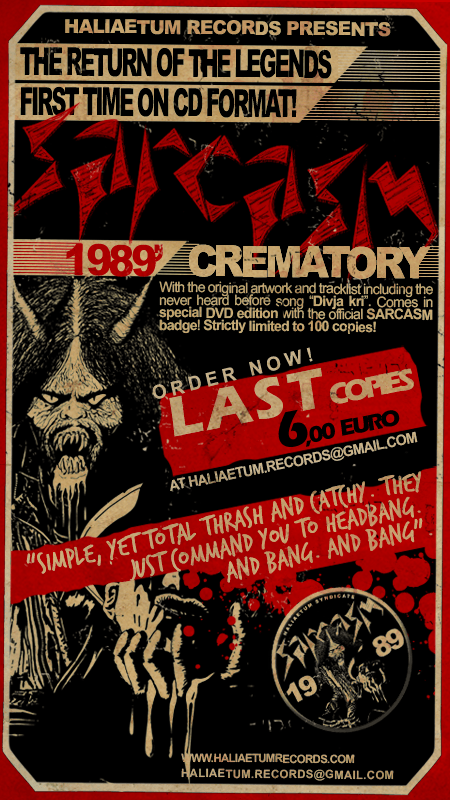 HALIAETUM RECORDS PRESENTS
THE RETURN OF THE LEGENDS
FIRST TIME ON CD FORMAT!
SARCASM
1989' CREMATORY
With the original artwork and tracklist including the
never heard before song "Divja kri". Comes in
special DVD edition with the official SARCASM
badge! Strictly limited to 100 copies!
ORDER NOW!
LAST COPIES
6,00 EURO
AT HALIAETUM.RECORDS@GMAIL.COM
"SIMPLE, YET TOTAL THRASH AND CATCHY. THEY
JUST COMMAND YOU TO HEADBANG.
AND BANG. AND BANG"
HALIAETUM SYNDICATE
SARCASM
19 89
WWW.HALIAETUMRECORDS.COM
HALIAETUM.RECORDS@GMAIL.COM